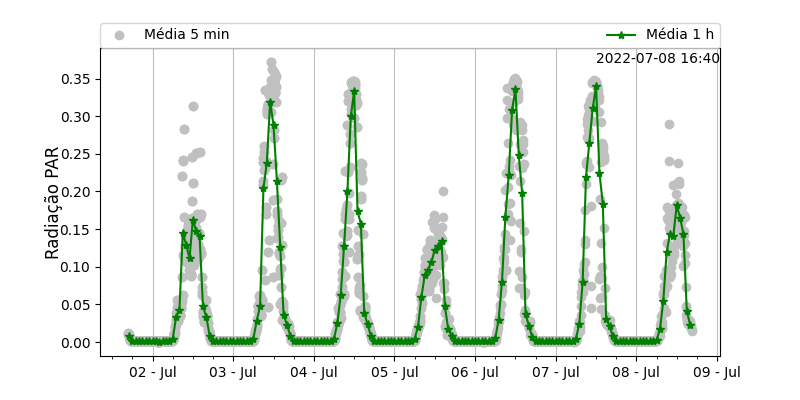 Média 5 min
Média 1 h
2022-07-08 16:40
Radiação PAR
0.35
0.30
0.25
0.20
0.15
0.10
0.05
0.00
02 - Jul
03 - Jul
04 - Jul
05 - Jul
06 - Jul
07 - Jul
08 - Jul
09 - Jul